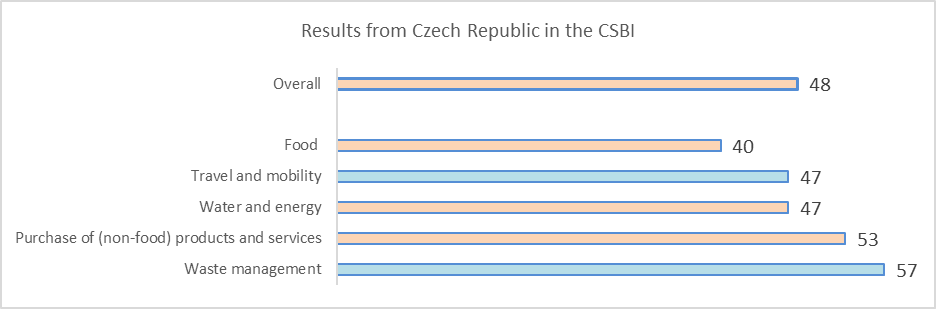 Results from Czech Republic in the CSBI
Overall 48
Food 40
Travel and mobility 47
Water and energy 47
Purchase of (non-food) products and services 53
Waste management 57